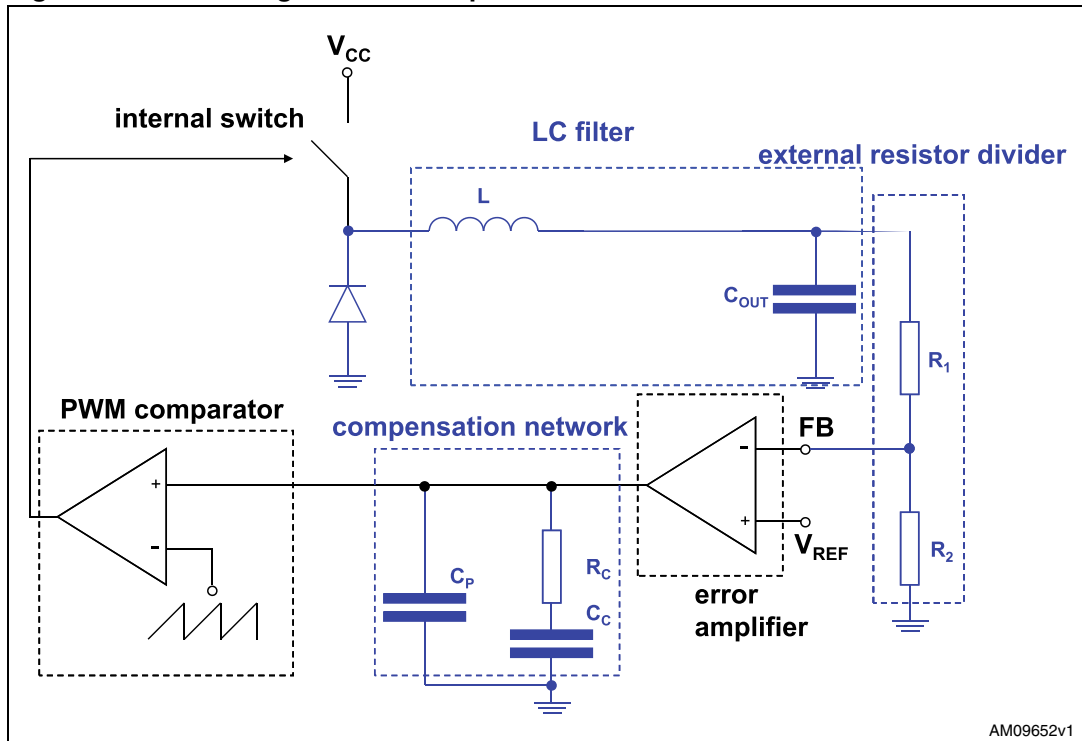 V_CC
internal switch
LC filter
external resistor divider
L
C_OUT
R_1
PWM comparator
compensation network
FB
-
+
+
-
V_REF
R_2
C_P
R_C
C_C
error
amplifier
AM09652v1